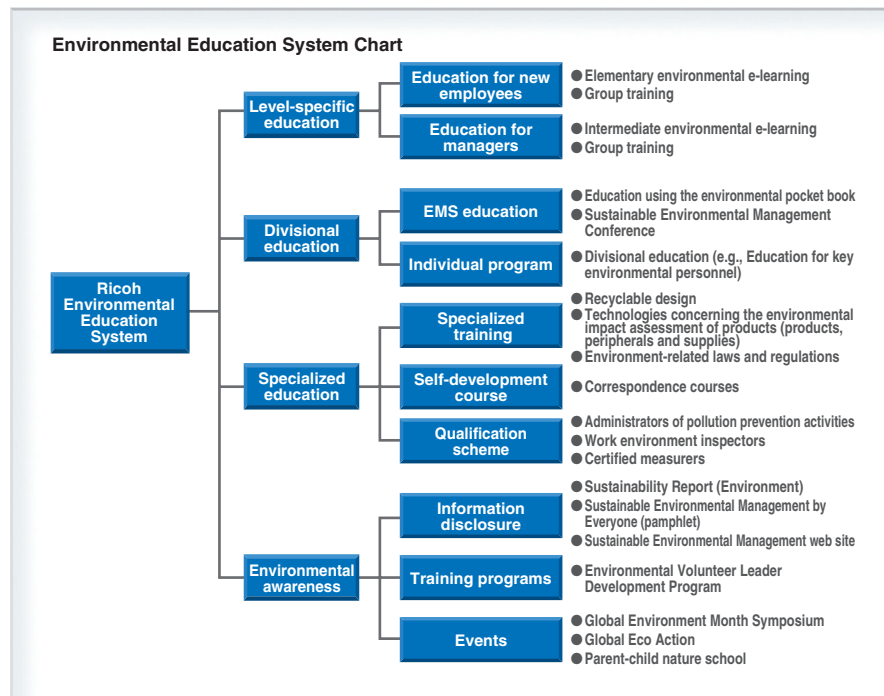 Environmental Education System Chart
Ricoh
Environmental
Education
System
Level-specific
education
Education for new
employees
● Elementary environmental e-learning
● Group training
Education for
managers
● Intermediate environmental e-learning
● Group training
Divisional
education
EMS education
● Education using the environmental pocket book
● Sustainable Environmental Management
Conference
Individual program
● Divisional education (e.g., Education for key
environmental personnel)
Specialized
education
Specialized
training
● Recyclable design
● Technologies concerning the environmental
impact assessment of products (products,
peripherals and supplies)
● Environment-related laws and regulations
Self-development
course
● Correspondence courses
Qualification
scheme
● Administrators of pollution prevention activities
● Work environment inspectors
● Certified measurers
Environmental
awareness
Information
disclosure
● Sustainability Report (Environment)
● Sustainable Environmental Management by
Everyone (pamphlet)
● Sustainable Environmental Management web site
Training programs
● Environmental Volunteer Leader
Development Program
Events
● Global Environment Month Symposium
● Global Eco Action
● Parent-child nature school